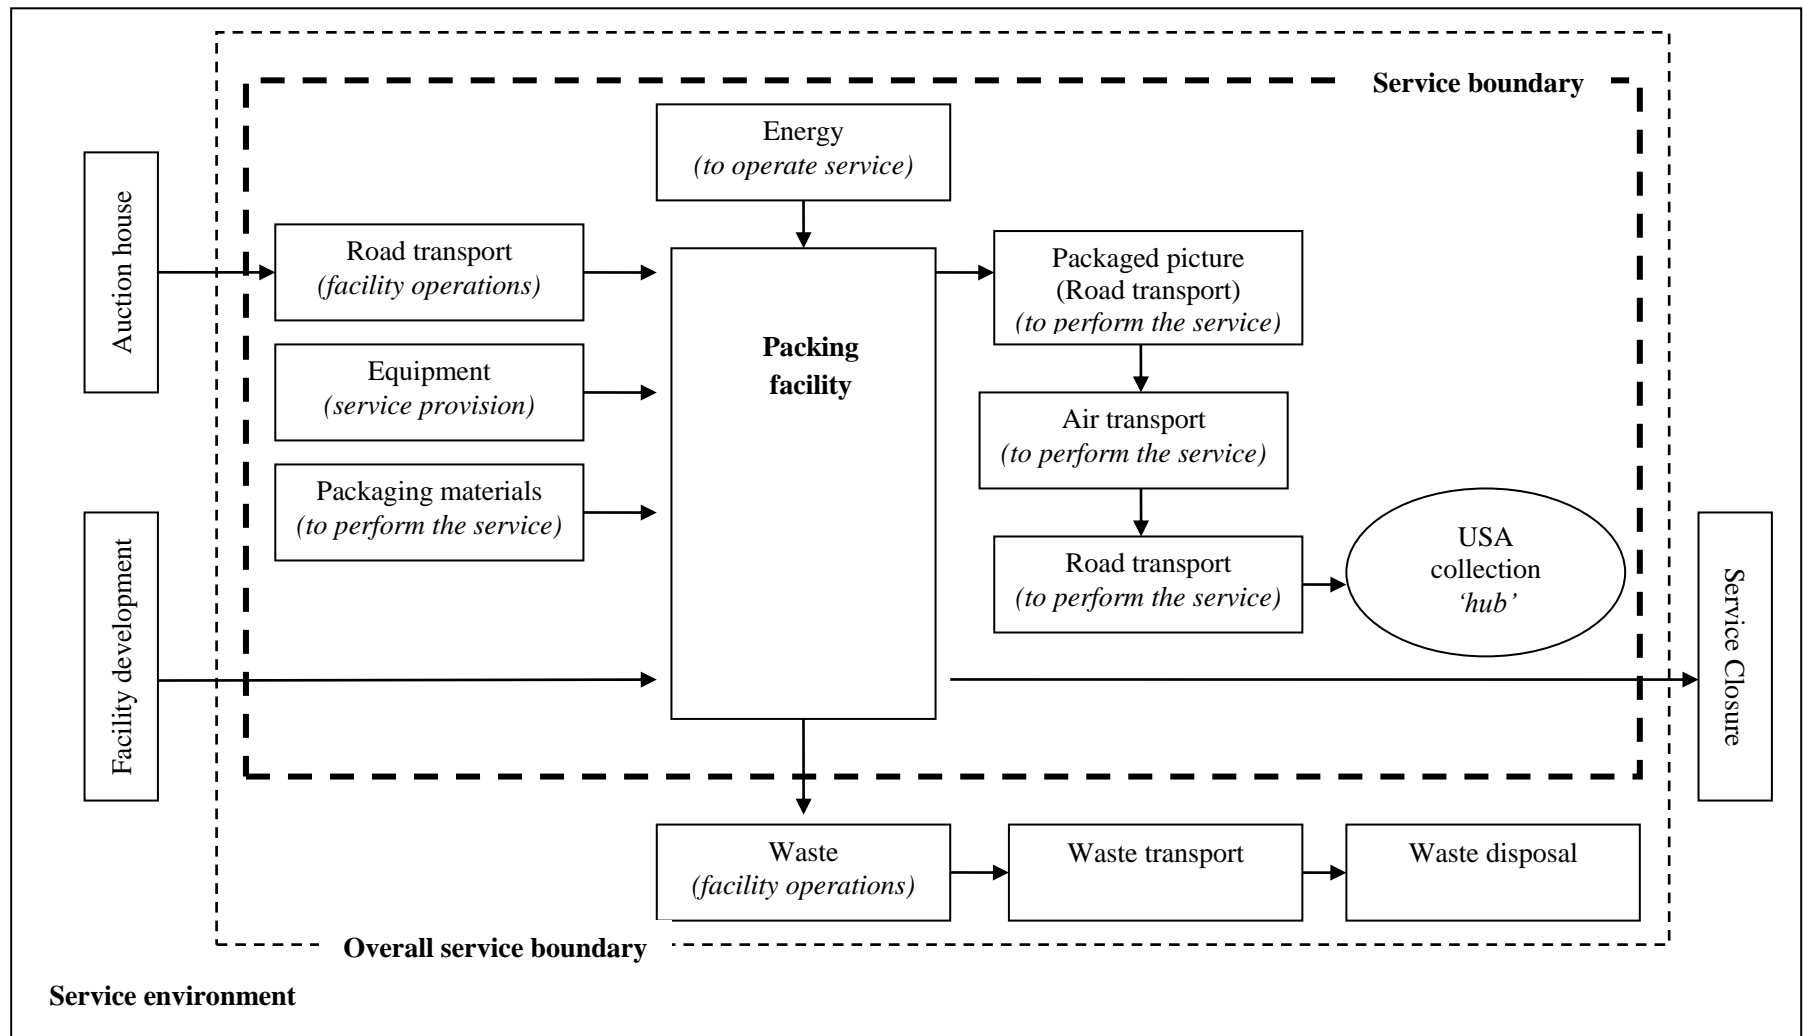 Service boundary
Energy
(to operate service)
Auction house
Road transport
(facility operations)
Packaged picture
(Road transport)
(to perform the service)
Packing
facility
Equipment
(service provision)
Air transport
(to perform the service)
Packaging materials
(to perform the service)
Road transport
(to perform the service)
USA
collection
‘hub’
Facility development
Service Closure
Waste
(facility operations)
Waste transport
Waste disposal
Overall service boundary
Service environment